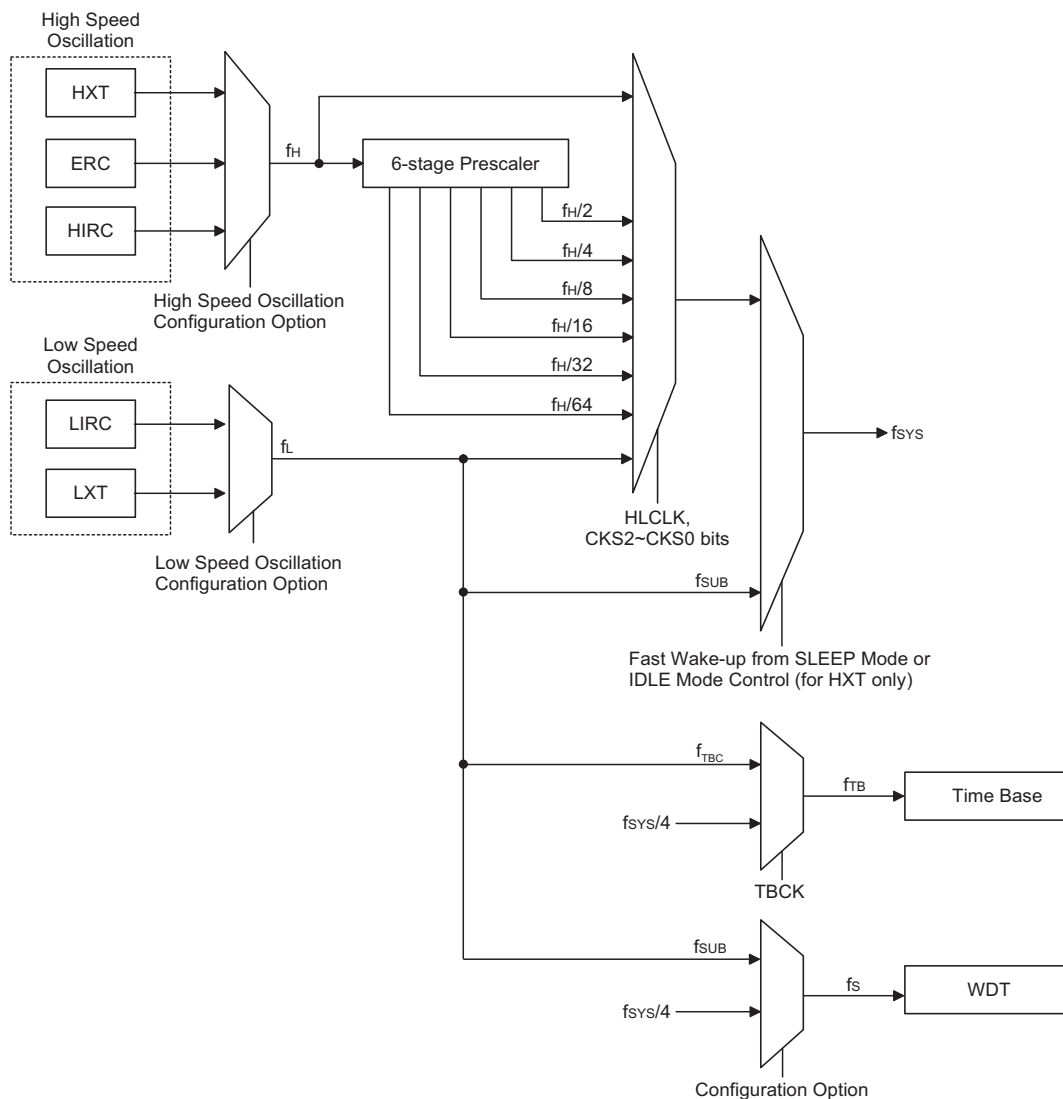 High Speed
Oscillation
HXT
ERC
HIRC
fH
6-stage Prescaler
fH/2
fH/4
fH/8
fH/16
fH/32
fH/64
High Speed Oscillation
Configuration Option
Low Speed
Oscillation
LIRC
LXT
fL
Low Speed Oscillation
Configuration Option
HLCLK,
CKS2~CKS0 bits
fSYS
fSUB
Fast Wake-up from SLEEP Mode or
IDLE Mode Control (for HXT only)
fTBC
fSYS/4
fTB
Time Base
TBCK
fSUB
fSYS/4
fS
WDT
Configuration Option